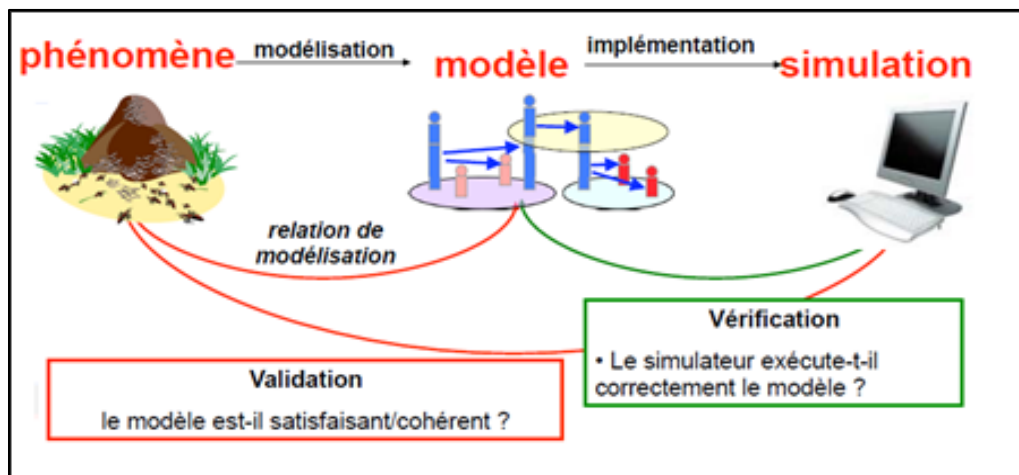 phénomène modélisation modèle implémentation simulation
relation de
modélisation
Vérification
• Le simulateur exécute-t-il
correctement le modèle ?
Validation
le modèle est-il satisfaisant/cohérent ?